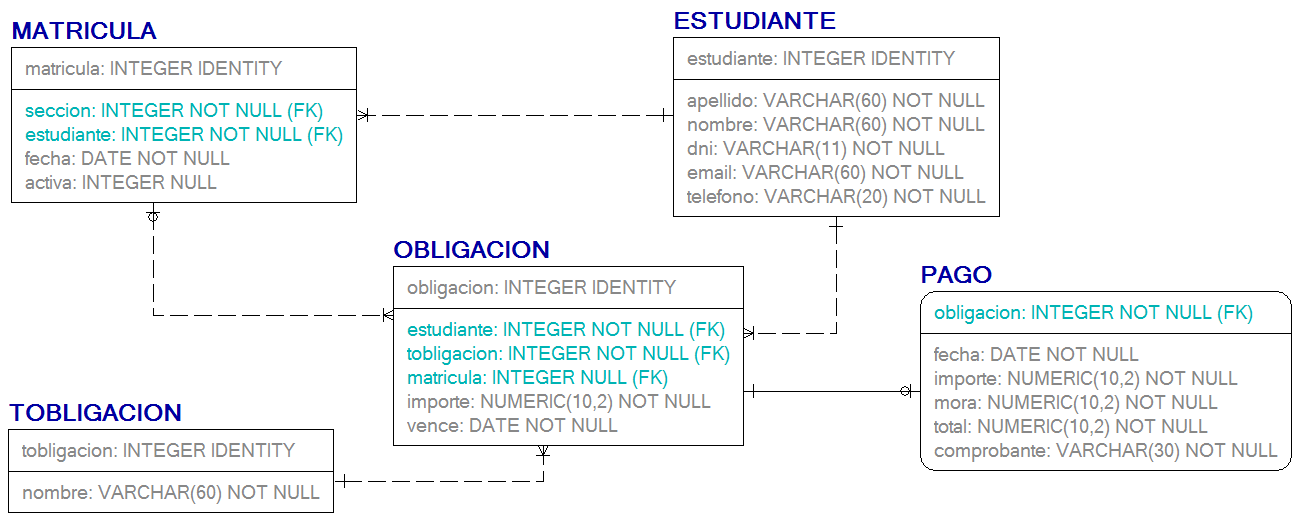 MATRICULA
matricula: INTEGER IDENTITY
seccion: INTEGER NOT NULL (FK)
estudiante: INTEGER NOT NULL (FK)
fecha: DATE NOT NULL
activa: INTEGER NULL
ESTUDIANTE
estudiante: INTEGER IDENTITY
apellido: VARCHAR(60) NOT NULL
nombre: VARCHAR(60) NOT NULL
dni: VARCHAR(11) NOT NULL
email: VARCHAR(60) NOT NULL
telefono: VARCHAR(20) NOT NULL
OBLIGACION
obligacion: INTEGER IDENTITY
estudiante: INTEGER NOT NULL (FK)
tobligacion: INTEGER NOT NULL (FK)
matricula: INTEGER NULL (FK)
importe: NUMERIC(10,2) NOT NULL
vence: DATE NOT NULL
PAGO
obligacion: INTEGER NOT NULL (FK)
fecha: DATE NOT NULL
importe: NUMERIC(10,2) NOT NULL
mora: NUMERIC(10,2) NOT NULL
total: NUMERIC(10,2) NOT NULL
comprobante: VARCHAR(30) NOT NULL
TOBLIGACION
tobligacion: INTEGER IDENTITY
nombre: VARCHAR(60) NOT NULL